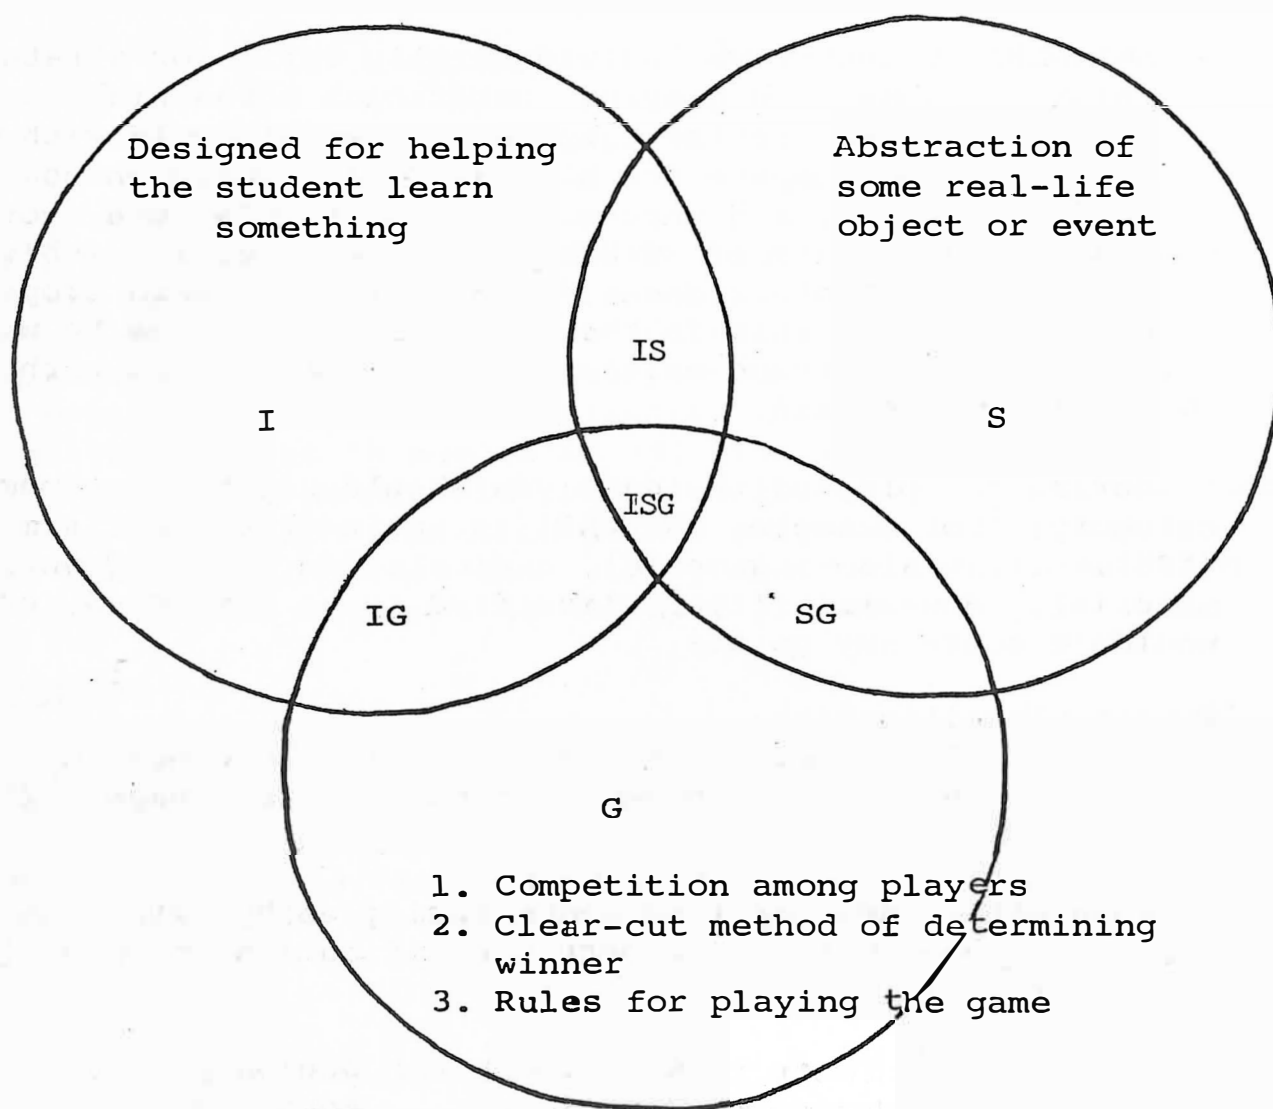 Designed for helping
the student learn
something
Abstraction of
some real-life
object or event
IS
I
S
ISG
IG
SG
G
1. Competition among players
2. Clear-cut method of determining
winner
3. Rules for playing the game